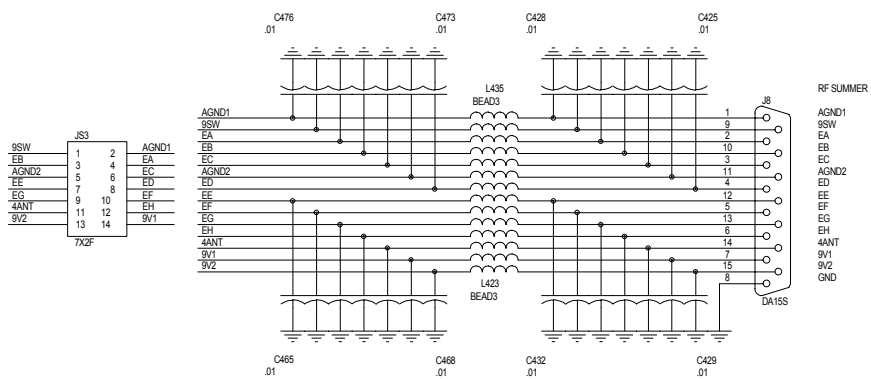 C476
.01
C473
.01
C428
.01
C425
.01
L435
BEAD3
J8
RF SUMMER
JS3
9SW
EB
AGND2
EE
EG
4ANT
9V2
1 2
3 4
5 6
7 8
9 10
11 12
13 14
AGND1
EA
EC
ED
EF
EH
9V1
7X2F
AGND1
9SW
EA
EB
EC
AGND2
ED
EE
EF
EG
EH
4ANT
9V1
9V2
1
9
2
10
3
11
4
12
5
13
6
14
7
15
8
AGND1
9SW
EA
EB
EC
AGND2
ED
EE
EF
EG
EH
4ANT
9V1
9V2
GND
L423
BEAD3
DA15S
C465
.01
C468
.01
C432
.01
C429
.01